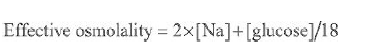 Effective osmolality = 2×[Na]+[glucose]/18